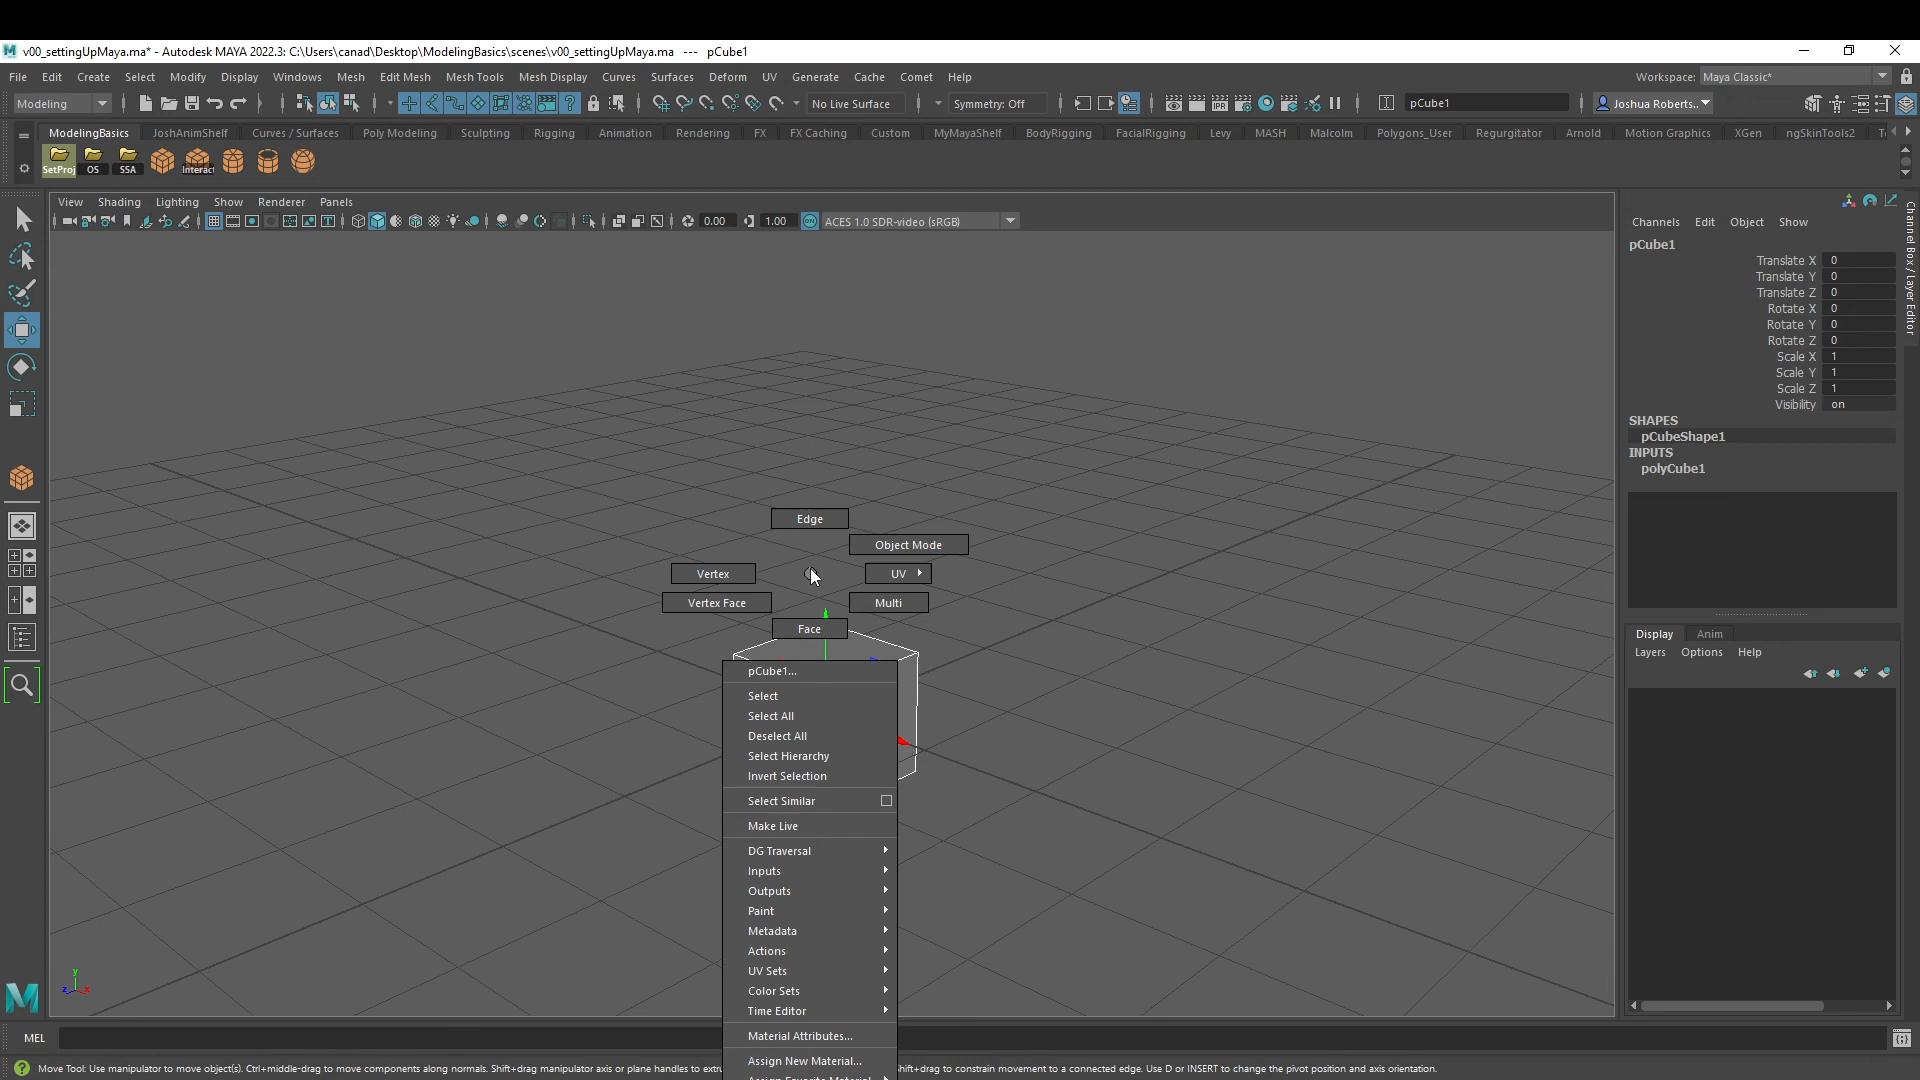 v00_settingUpMaya.ma* - Autodesk MAYA 2022.3: C:\Users\canad\Desktop\ModelingBasics\scenes\v00_settingUpMaya.ma --- pCube1
File Edit Create Select Modify Display Windows Mesh Edit Mesh Mesh Tools Mesh Display Curves Surfaces Deform UV Generate Cache Comet Help Workspace: Maya Classic*
Modeling No Live Surface Symmetry: Off pCube1 Joshua Roberts..
ModelingBasics JoshAnimShelf Curves / Surfaces Poly Modeling Sculpting Rigging Animation Rendering FX FX Caching Custom MyMayaShelf BodyRigging FacialRigging Levy MASH Malcolm Polygons_User Regurgitator Arnold Motion Graphics XGen ngSkinTools2
SetProj OS SSA Interact
View Shading Lighting Show Renderer Panels
0.00 1.00 ON ACES 1.0 SDR-video (sRGB)
Channels Edit Object Show
pCube1
Translate X 0
Translate Y 0
Translate Z 0
Rotate X 0
Rotate Y 0
Rotate Z 0
Scale X 1
Scale Y 1
Scale Z 1
Visibility on
SHAPES
pCubeShape1
INPUTS
polyCube1
Channel Box / Layer Editor
Edge
Object Mode
Vertex UV
Vertex Face Multi
Face
pCube1...
Select
Select All
Deselect All
Select Hierarchy
Invert Selection
Select Similar
Make Live
DG Traversal
Inputs
Outputs
Paint
Metadata
Actions
UV Sets
Color Sets
Time Editor
Material Attributes...
Assign New Material...
Assign Favorite Material
Display Anim
Layers Options Help
y
z x
MEL
Move Tool: Use manipulator to move object(s). Ctrl+middle-drag to move components along normals. Shift+drag manipulator axis or plane handles to extru
hift+drag to constrain movement to a connected edge. Use D or INSERT to change the pivot position and axis orientation.